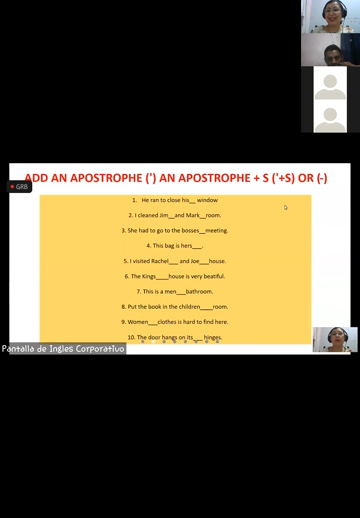 ADD AN APOSTROPHE (') AN APOSTROPHE + S ('+S) OR (-)
GRB
1. He ran to close his__ window
2. I cleaned Jim__and Mark__room.
3. She had to go to the bosses__meeting.
4. This bag is hers___.
5. I visited Rachel___ and Joe___house.
6. The Kings____house is very beatiful.
7. This is a men___bathroom.
8. Put the book in the children____room.
9. Women___clothes is hard to find here.
10. The door hangs on its___ hinges.
Pantalla de Ingles Corporativo